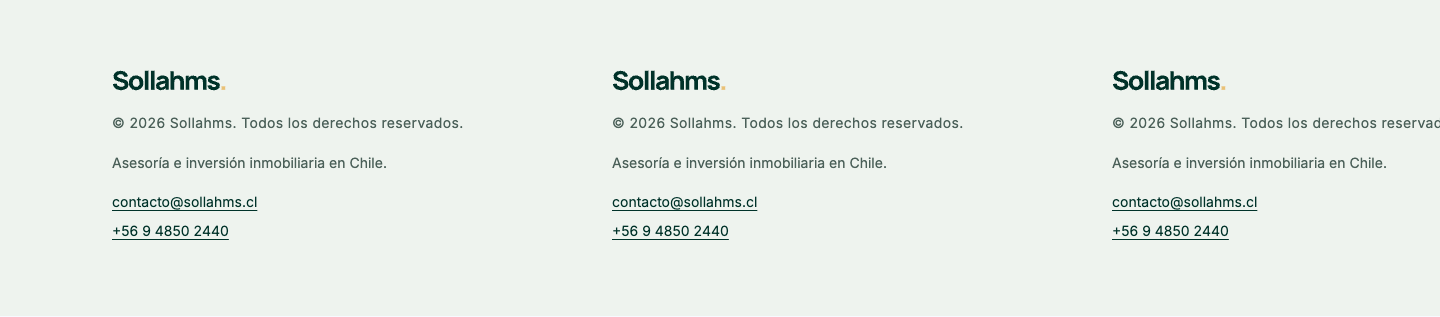 Sollahms.
© 2026 Sollahms. Todos los derechos reservados.
Asesoría e inversión inmobiliaria en Chile.
contacto@sollahms.cl
+56 9 4850 2440
Sollahms.
© 2026 Sollahms. Todos los derechos reservados.
Asesoría e inversión inmobiliaria en Chile.
contacto@sollahms.cl
+56 9 4850 2440
Sollahms.
© 2026 Sollahms. Todos los derechos
Asesoría e inversión inmobiliaria en Chile.
contacto@sollahms.cl
+56 9 4850 2440